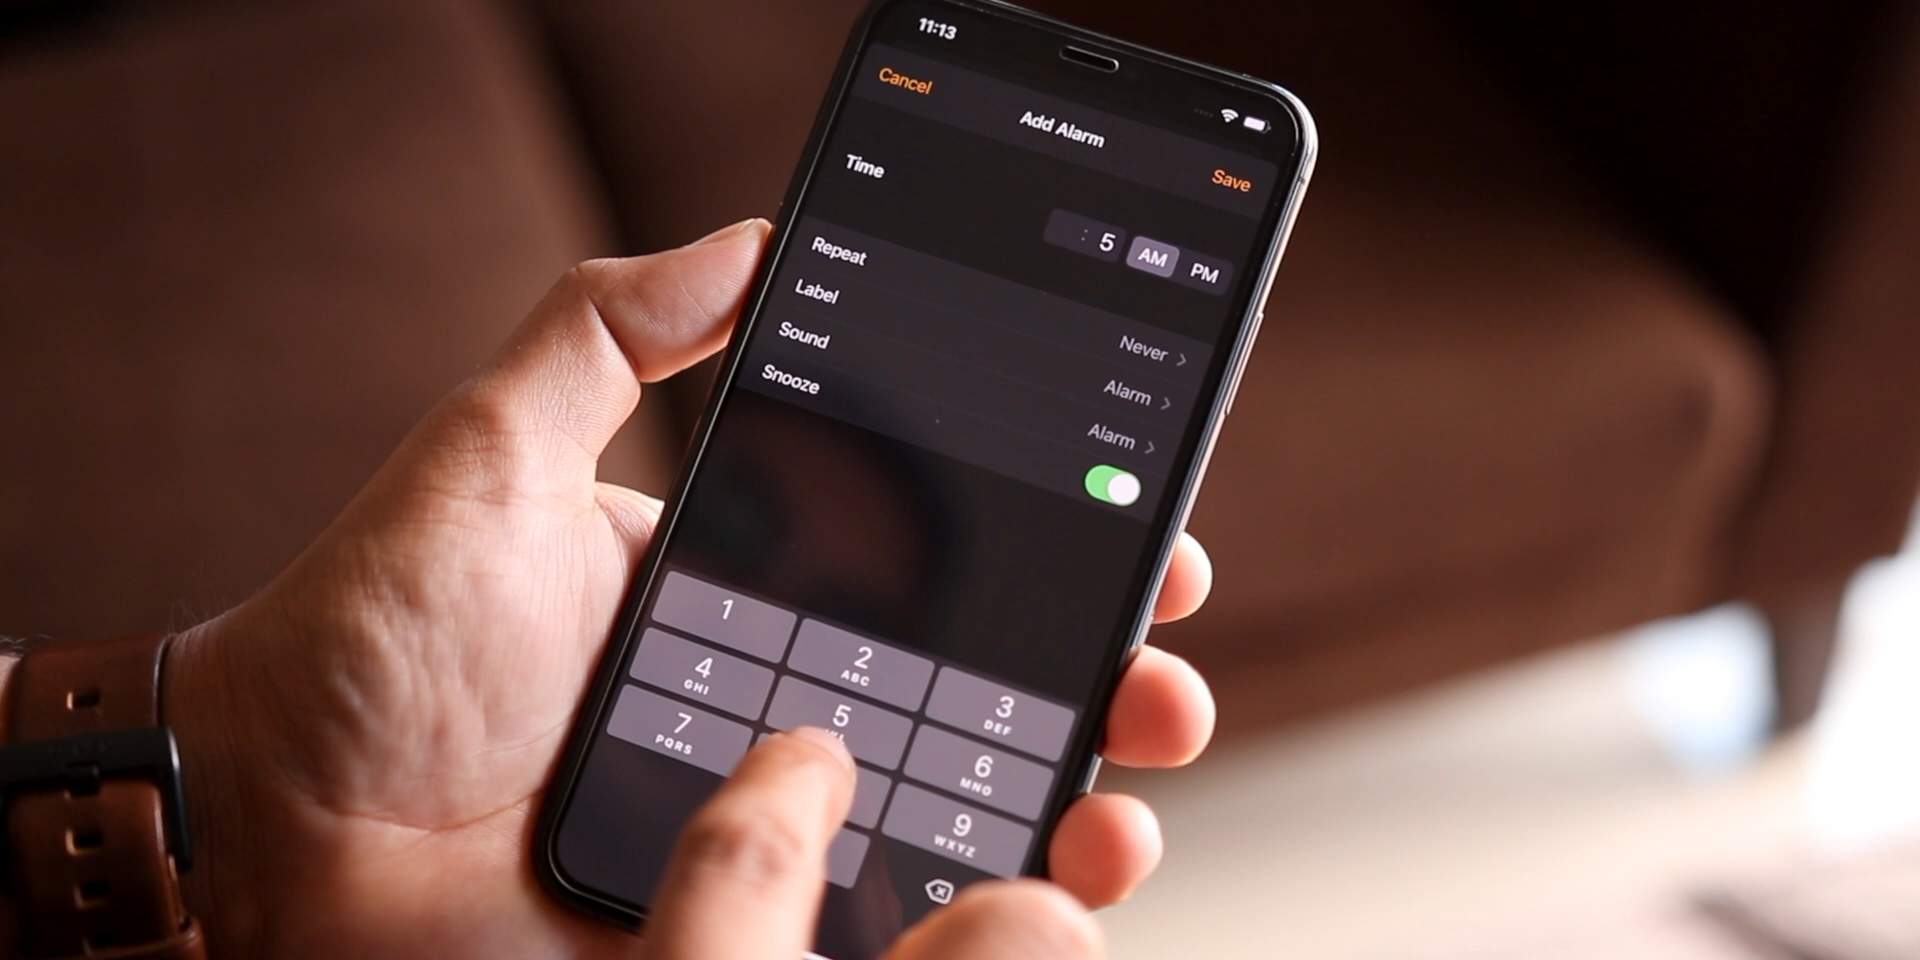 11:13
Cancel
Add Alarm
Save
Time
: 5 AM PM
Repeat
Never
Label
Alarm
Sound
Alarm
Snooze
1
2
ABC
3
DEF
4
GHI
5
6
MNO
7
PQRS
9
WXYZ